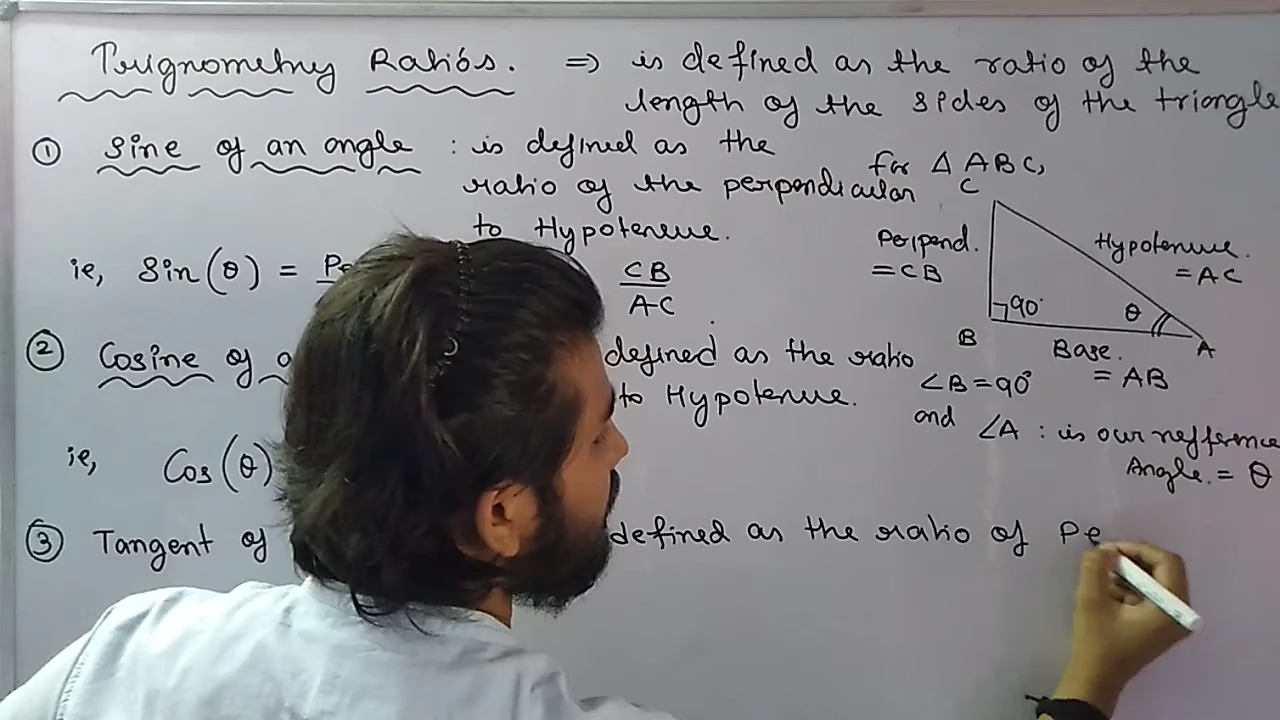 Trignometry Ratios. ⇒ is defined as the ratio of the
length of the sides of the triangle
① Sine of an angle : is defined as the
ratio of the perpendicular
to Hypotenuse.
ie, Sin(θ) = Pe
CB
AC
for Δ ABC,
C
Perpend.
= CB
Hypotenuse
= AC
90°
θ
B
A
Base.
= AB
② Cosine of a defined as the ratio
to Hypotenuse.
∠B = 90°
and ∠A : is our refference
Angle. = θ
ie, Cos(θ)
③ Tangent of defined as the ratio of Pe